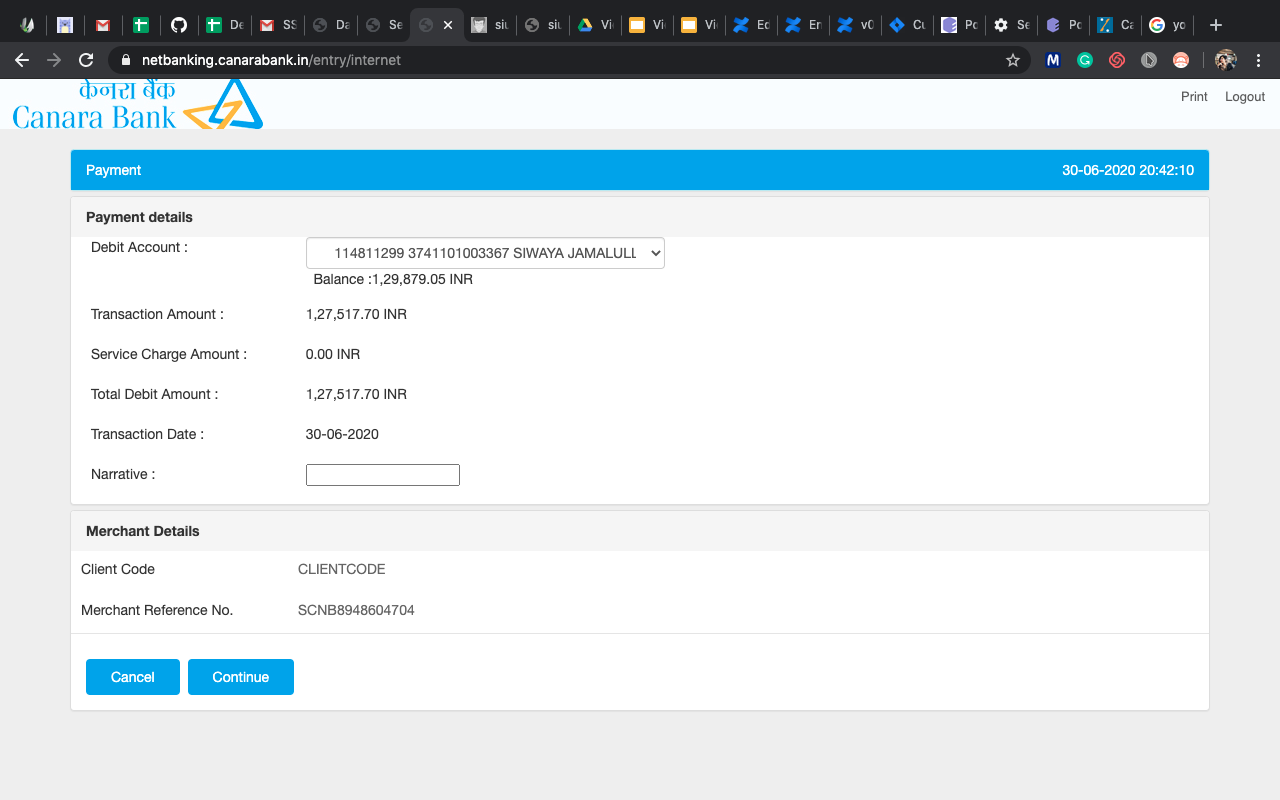 De
SS
Da
Se
siu
siu
Vi
Vi
Vi
Ec
En
v0
Cu
Pc
Se
Pc
Ca
yo
netbanking.canarabank.in/entry/internet
केनरा बैंक
Canara Bank
Print Logout
Payment 30-06-2020 20:42:10
Payment details
Debit Account : 114811299 3741101003367 SIWAYA JAMALULL
Balance :1,29,879.05 INR
Transaction Amount : 1,27,517.70 INR
Service Charge Amount : 0.00 INR
Total Debit Amount : 1,27,517.70 INR
Transaction Date : 30-06-2020
Narrative :
Merchant Details
Client Code CLIENTCODE
Merchant Reference No. SCNB8948604704
Cancel Continue